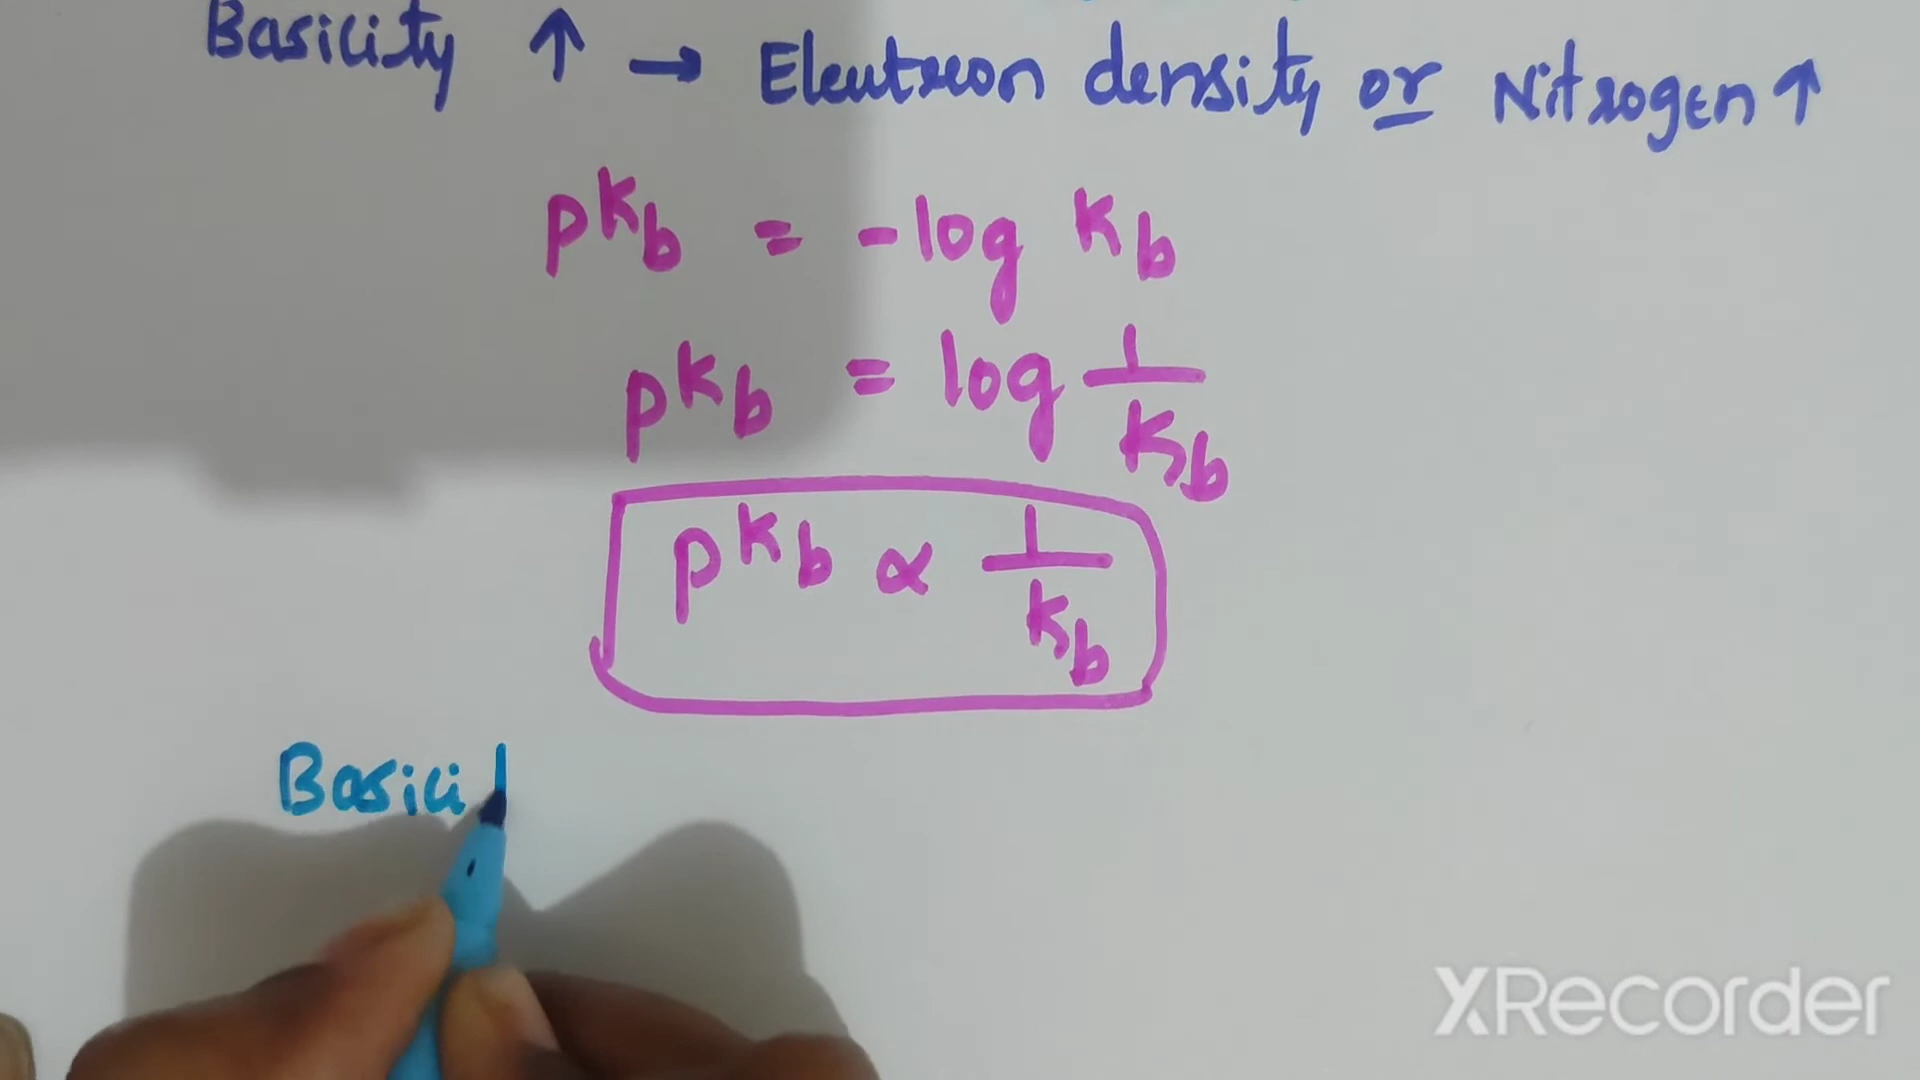 Basicity ↑ → Electron density or Nitrogen ↑
pKb = -log Kb
pKb = log 1/Kb
pKb ∝ 1/Kb
Basici
XRecorder